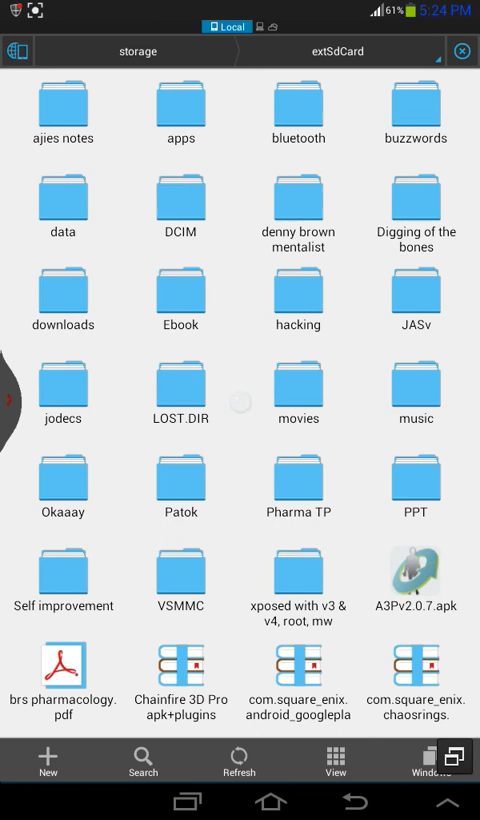 61% 5:24 PM
Local
storage
extSdCard
ajies notes
apps
bluetooth
buzzwords
data
DCIM
denny brown
mentalist
Digging of the
bones
downloads
Ebook
hacking
JASv
jodecs
LOST.DIR
movies
music
Okaaay
Patok
Pharma TP
PPT
Self improvement
VSMMC
xposed with v3 &
v4, root, mw
A3Pv2.0.7.apk
brs pharmacology.
pdf
Chainfire 3D Pro
apk+plugins
com.square_enix.
android_googlepla
com.square_enix.
chaosrings.
New
Search
Refresh
View
Window